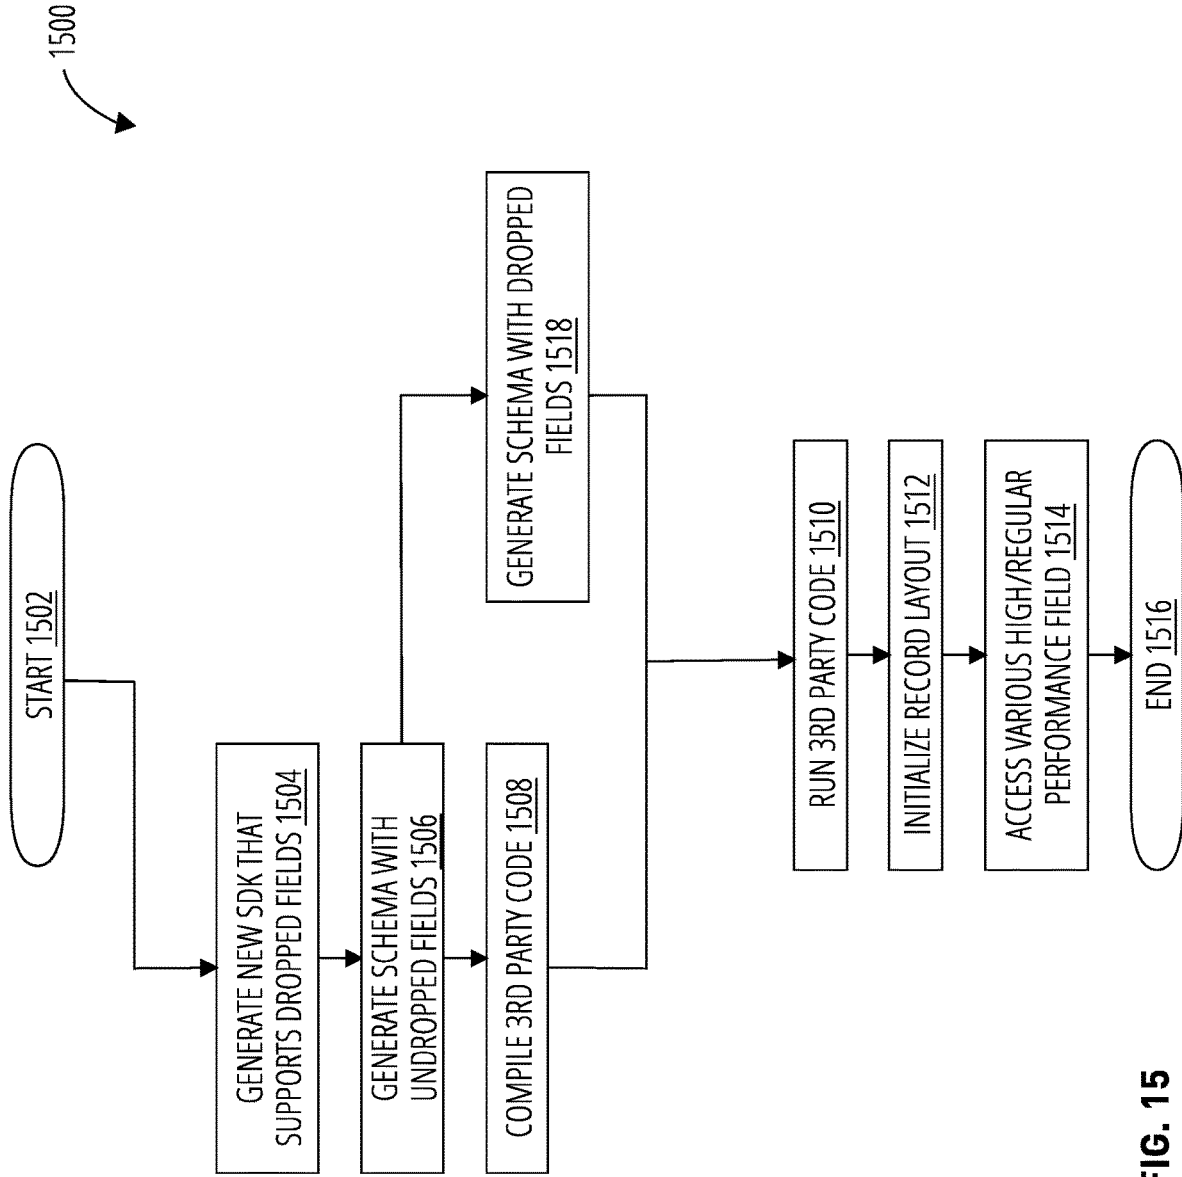 1500
START 1502
GENERATE NEW SDK THAT
SUPPORTS DROPPED FIELDS 1504
GENERATE SCHEMA WITH
UNDROPPED FIELDS 1506
COMPILE 3RD PARTY CODE 1508
GENERATE SCHEMA WITH DROPPED
FIELDS 1518
RUN 3RD PARTY CODE 1510
INITIALIZE RECORD LAYOUT 1512
ACCESS VARIOUS HIGH/REGULAR
PERFORMANCE FIELD 1514
END 1516
FIG. 15